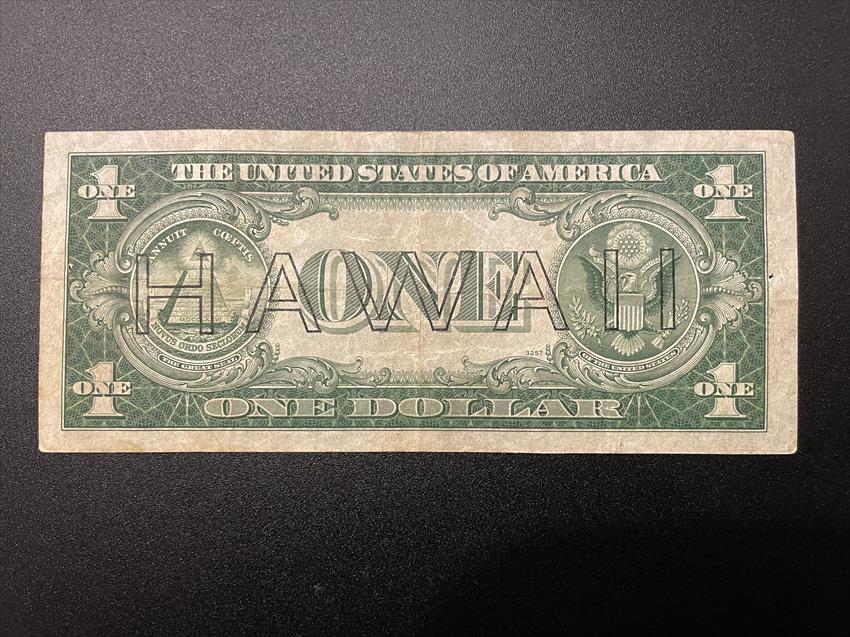 THE UNITED STATES OF AMERICA
1 ONE
1 ONE
ANNUIT CŒPTIS
NOVUS ORDO SECLORUM
THE GREAT SEAL
ONE
HAWAII
3257
OF THE UNITED STATES
1 ONE
1 ONE
ONE DOLLAR